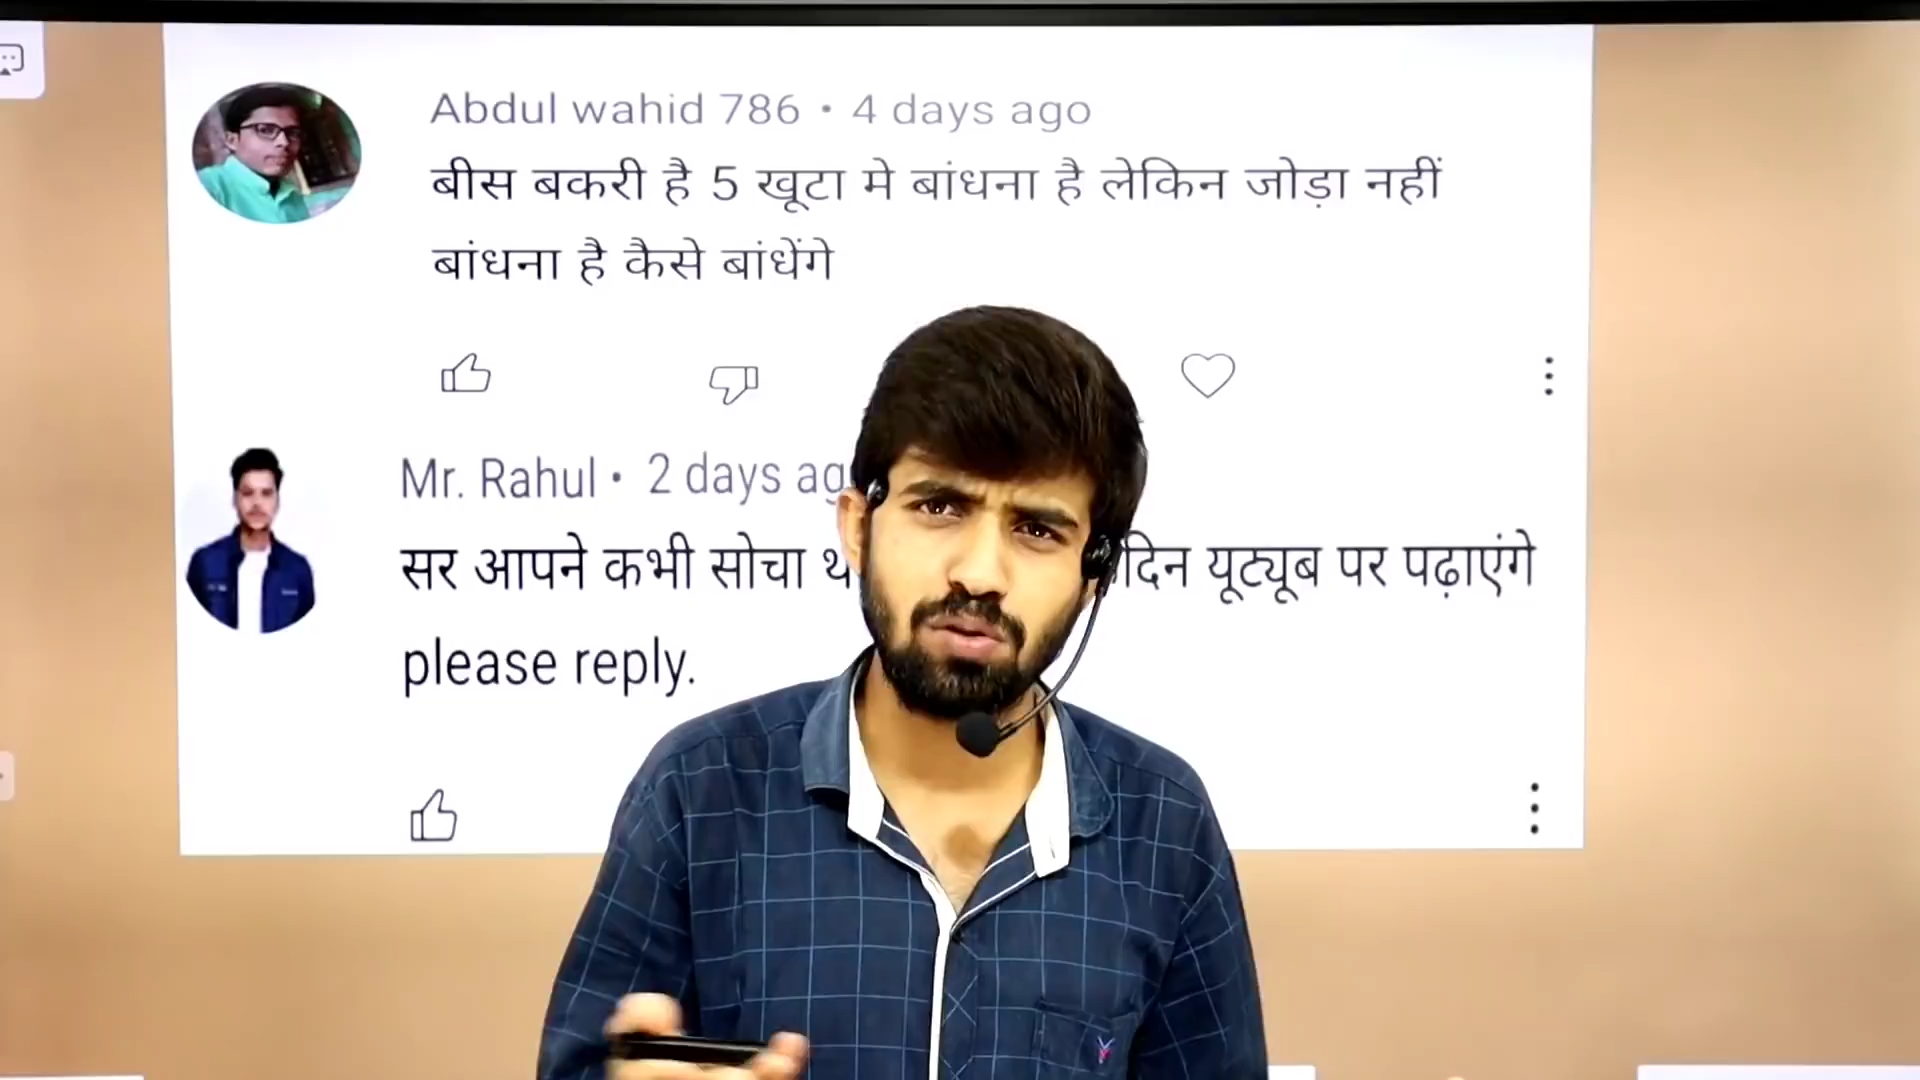 Abdul wahid 786 • 4 days ago
बीस बकरी है 5 खूटा मे बांधना है लेकिन जोड़ा नहीं
बांधना है कैसे बांधेंगे
Mr. Rahul • 2 days
सर आपने कभी सोचा दिन यूट्यूब पर पढ़ाएंगे
please reply.